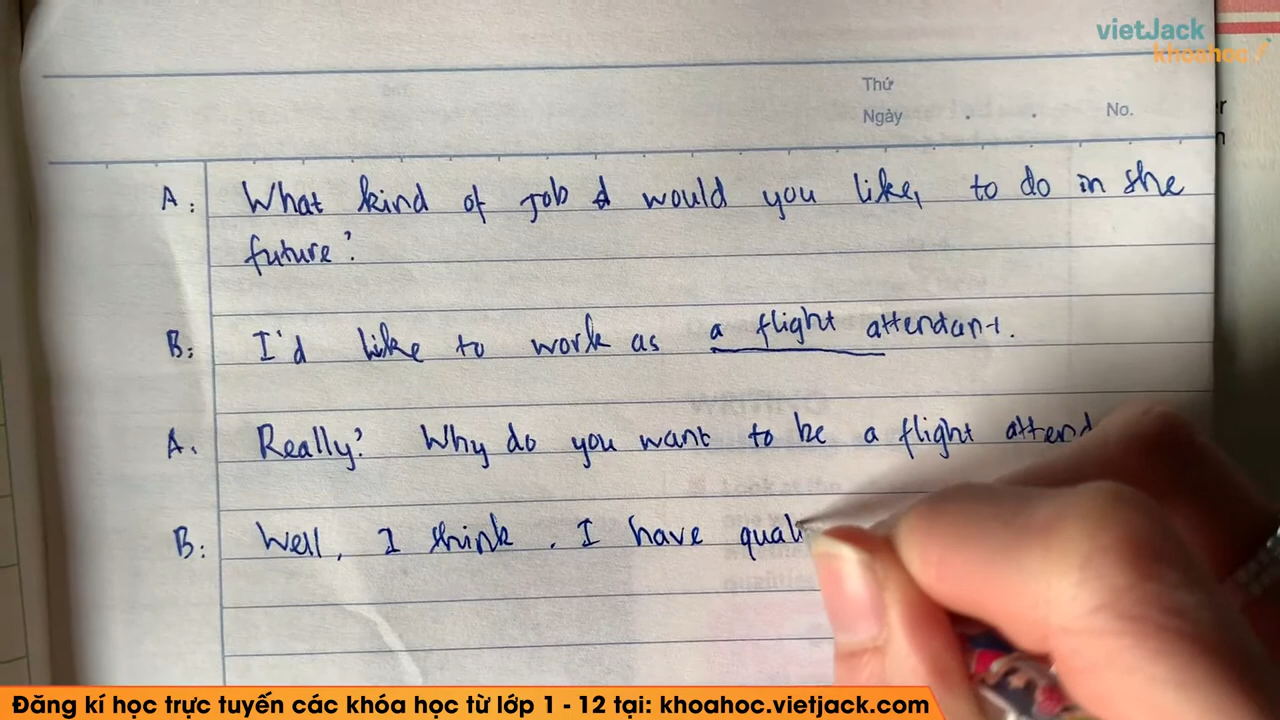 vietJack
khoahoc
Thứ
Ngày . . No.
A: What kind of job would you like to do in the
future?
B: I'd like to work as a flight attendant.
A: Really? Why do you want to be a flight attend
B: Well, I think, I have quali
Đăng kí học trực tuyến các khóa học từ lớp 1 - 12 tại: khoahoc.vietjack.com